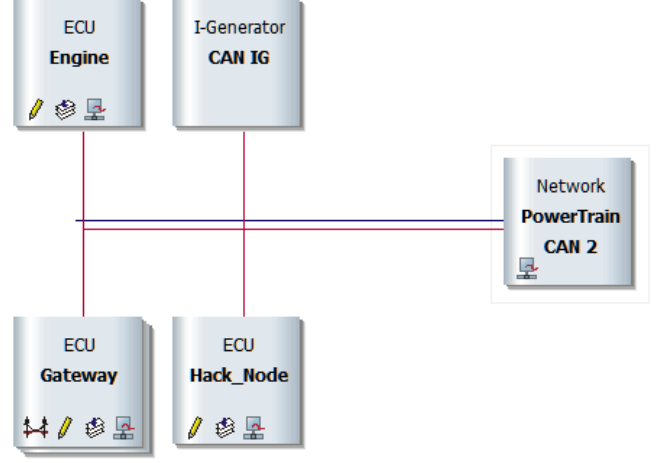 ECU
Engine
I-Generator
CAN IG
Network
PowerTrain
CAN 2
ECU
Gateway
ECU
Hack_Node